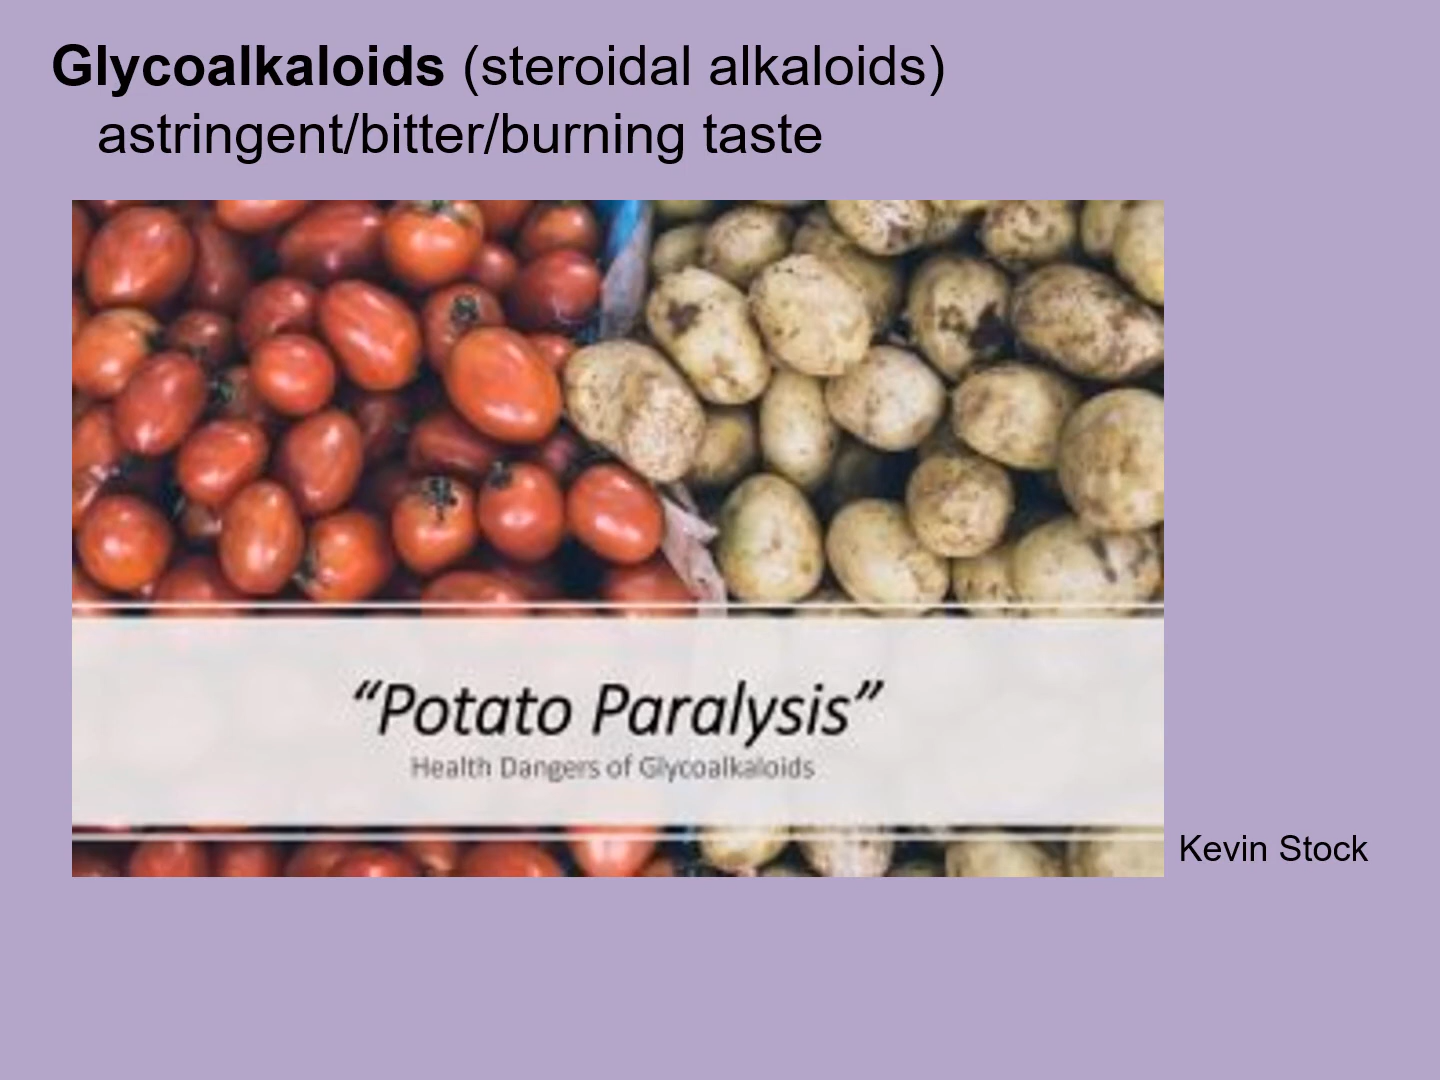 Glycoalkaloids (steroidal alkaloids)
astringent/bitter/burning taste
“Potato Paralysis”
Health Dangers of Glycoalkaloids
Kevin Stock